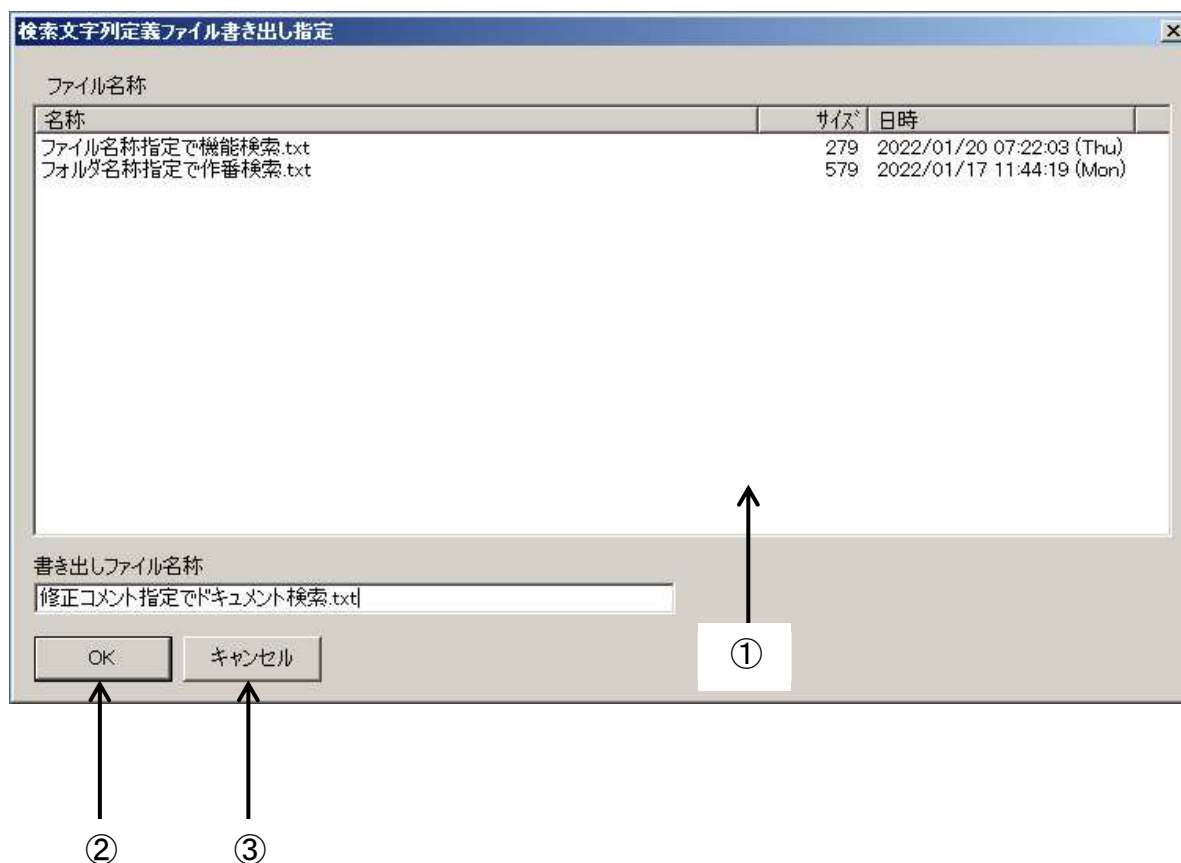 検索文字列定義ファイル書き出し指定
ファイル名称
名称 サイズ 日時
ファイル名称指定で機能検索.txt 279 2022/01/20 07:22:03 (Thu)
フォルダ名称指定で作番検索.txt 579 2022/01/17 11:44:19 (Mon)
書き出しファイル名称
修正コメント指定でドキュメント検索.txt
OK キャンセル ①
② ③